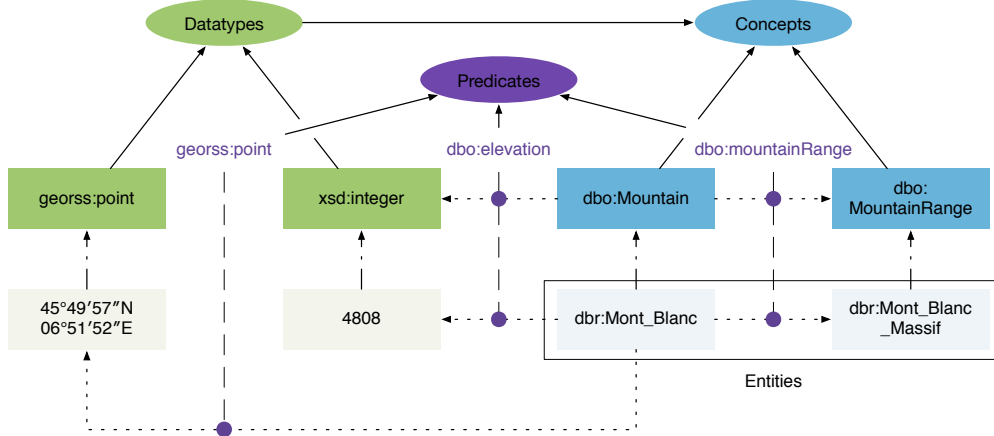 Datatypes
Concepts
Predicates
georss:point
dbo:elevation
dbo:mountainRange
georss:point
xsd:integer
dbo:Mountain
dbo:
MountainRange
45°49′57″N
06°51′52″E
4808
dbr:Mont_Blanc
dbr:Mont_Blanc
_Massif
Entities